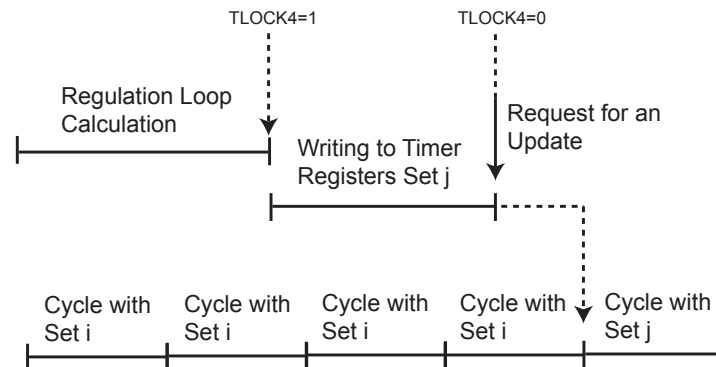 TLOCK4=1
TLOCK4=0
Regulation Loop
Calculation
Request for an
Update
Writing to Timer
Registers Set j
Cycle with
Set i
Cycle with
Set i
Cycle with
Set i
Cycle with
Set i
Cycle with
Set j